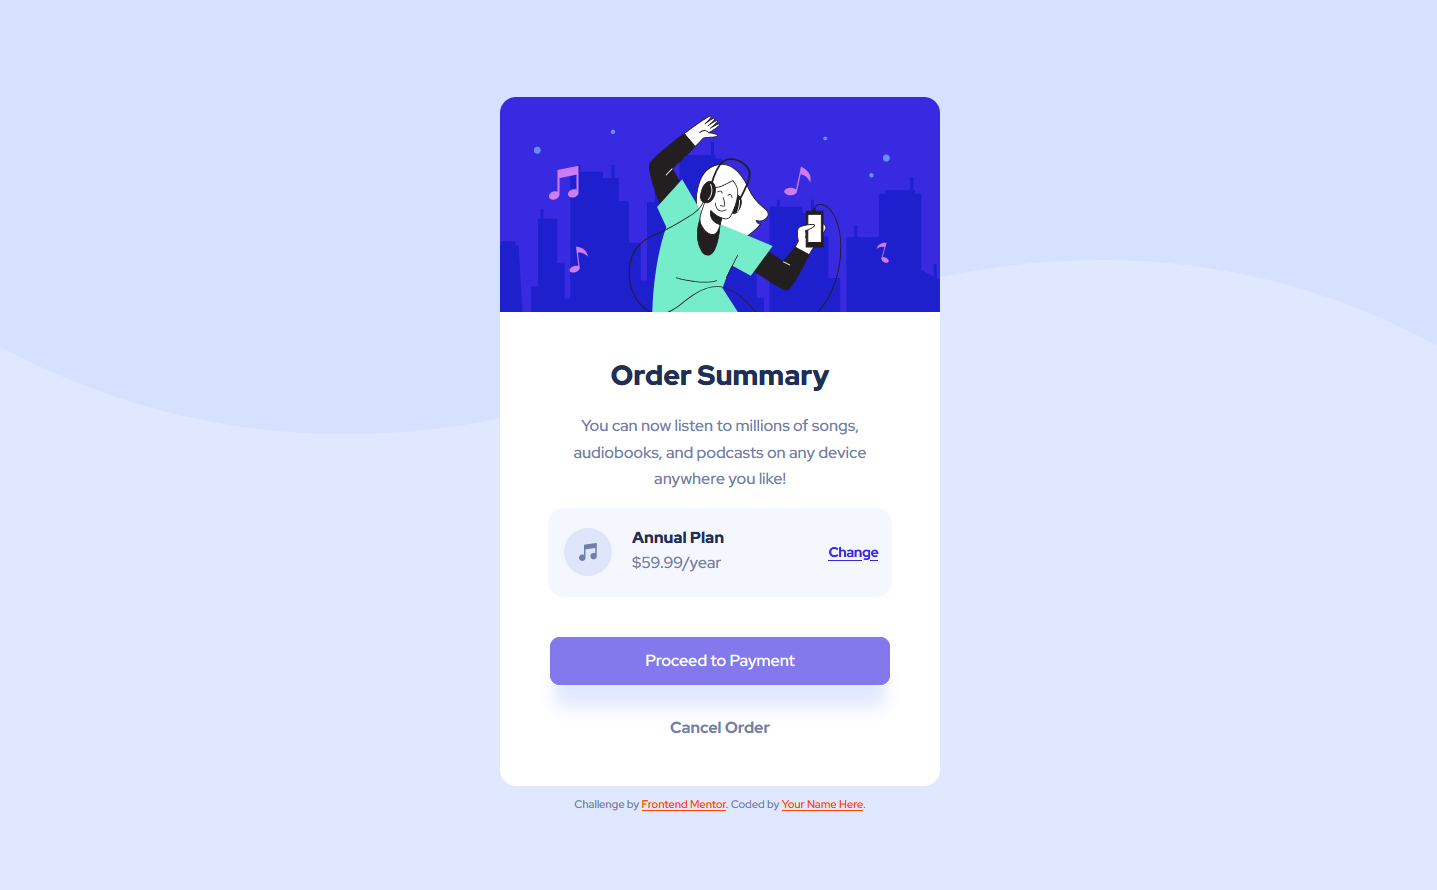 Order Summary
You can now listen to millions of songs,
audiobooks, and podcasts on any device
anywhere you like!
Annual Plan
$59.99/year
Change
Proceed to Payment
Cancel Order
Challenge by Frontend Mentor. Coded by Your Name Here.